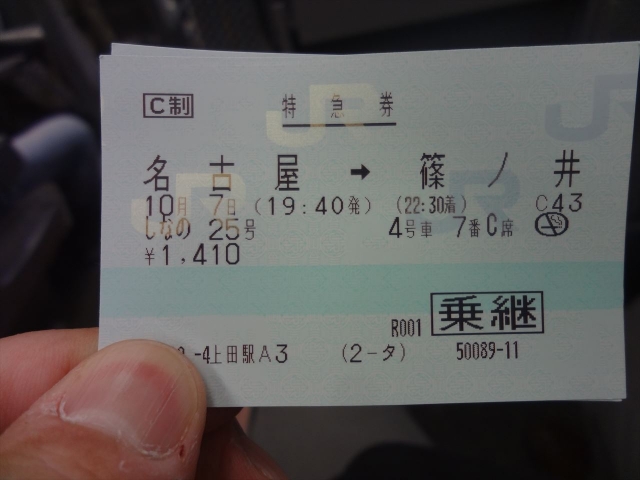 C制 特急券
名古屋 → 篠ノ井
10月 7日 (19:40発) (22:30着) C43
しなの 25号 4号車 7番C席
¥1,410
R001 乗継
-4上田駅A3 (2-タ) 50089-11